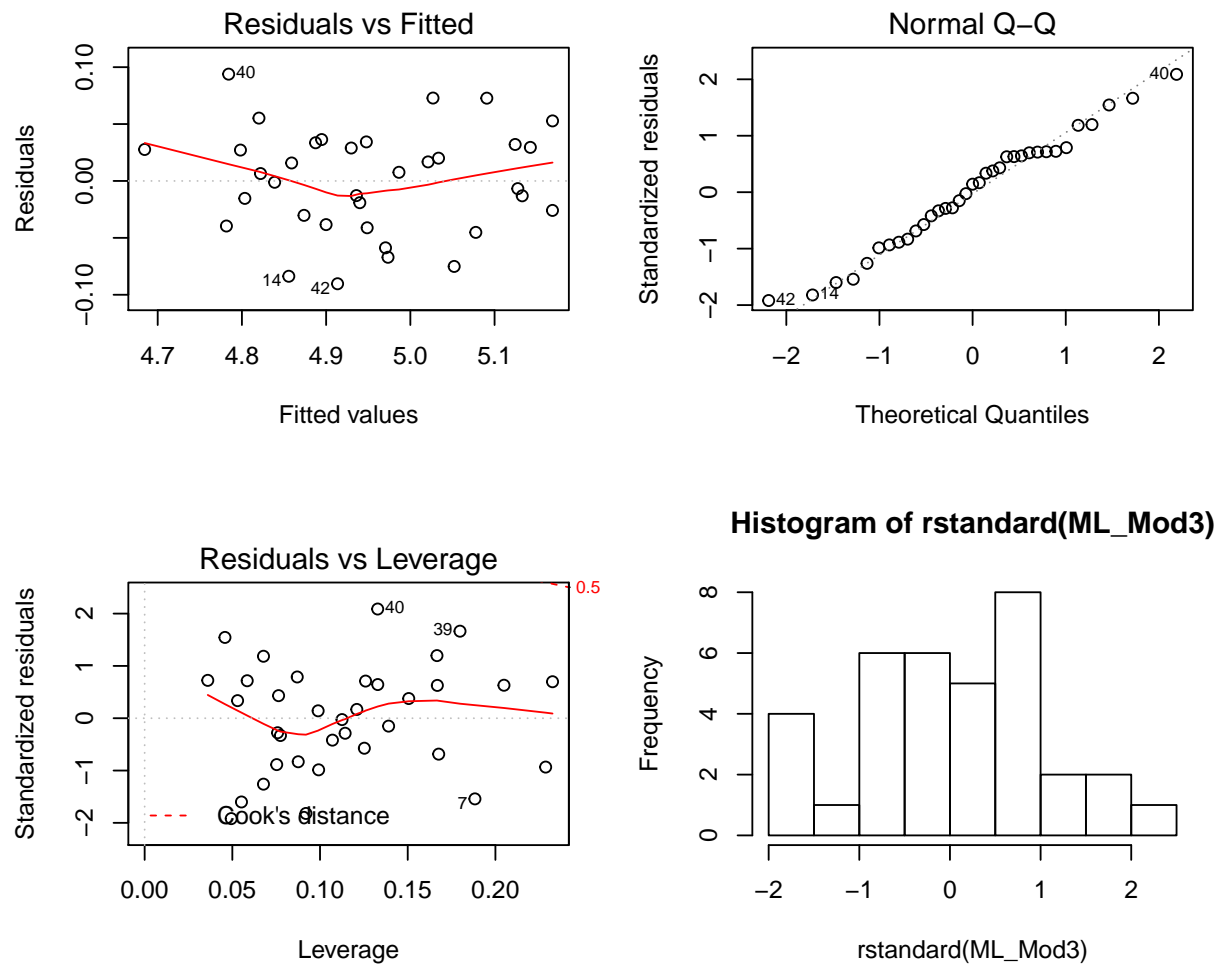 Residuals vs Fitted
Residuals
0.10
0.00
−0.10
40
14
42
4.7 4.8 4.9 5.0 5.1
Fitted values
Normal Q−Q
Standardized residuals
2
1
0
−1
−2
40
42
14
−2 −1 0 1 2
Theoretical Quantiles
Residuals vs Leverage
Standardized residuals
2
1
0
−1
−2
0.5
40
39
7
Cook's distance
0.00 0.05 0.10 0.15 0.20
Leverage
Histogram of rstandard(ML_Mod3)
Frequency
8
6
4
2
0
−2 −1 0 1 2
rstandard(ML_Mod3)